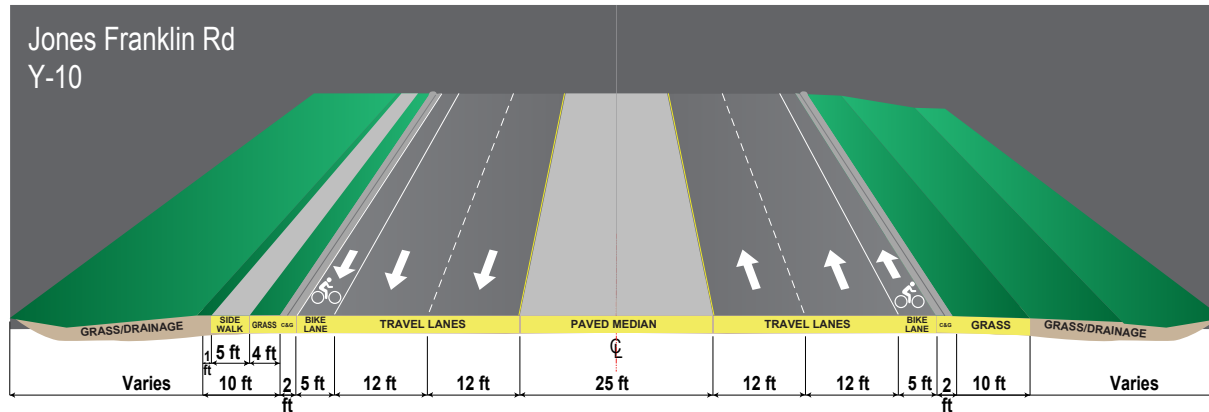 Jones Franklin Rd
Y-10
GRASS/DRAINAGE
SIDE
WALK
GRASS
C&G
BIKE
LANE
TRAVEL LANES
PAVED MEDIAN
TRAVEL LANES
BIKE
LANE
C&G
GRASS
GRASS/DRAINAGE
℄
1
ft
5 ft
4 ft
Varies
10 ft
2
ft
5 ft
12 ft
12 ft
25 ft
12 ft
12 ft
5 ft
2
ft
10 ft
Varies